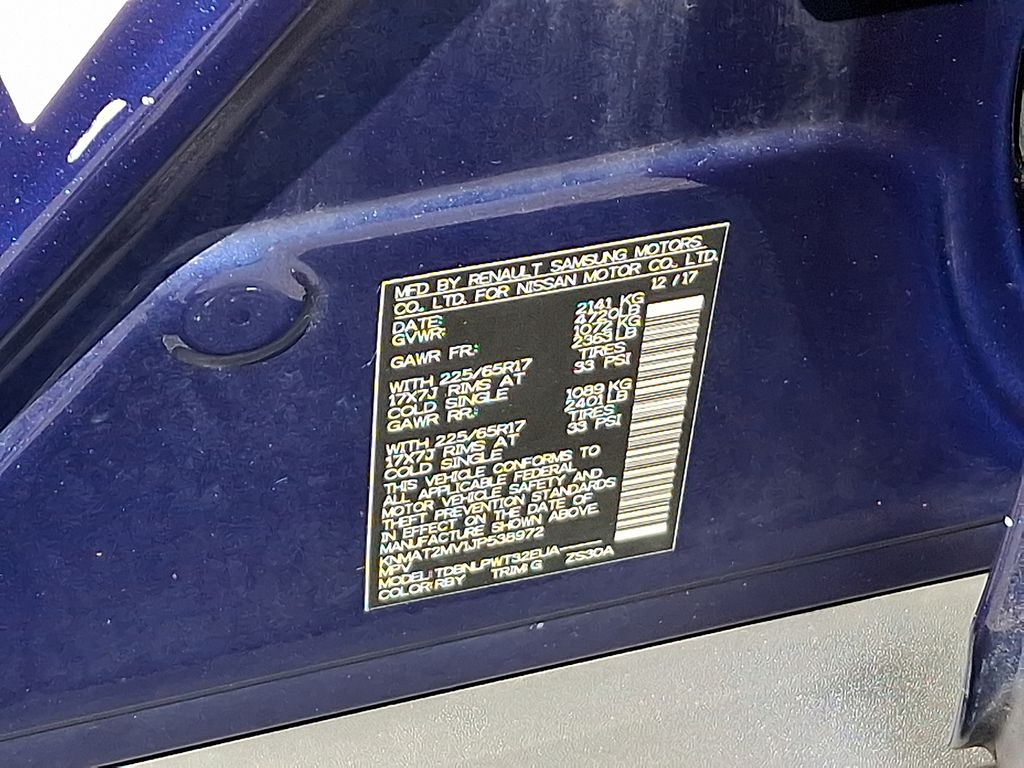 MFD BY RENAULT SAMSUNG MOTORS
CO., LTD. FOR NISSAN MOTOR CO., LTD.
DATE: 12/17
GVWR: 2141 KG
4720 LB
GAWR FR: 1072 KG
2363 LB
WITH 225/65R17 TIRES
17X7J RIMS AT 33 PSI
COLD SINGLE
GAWR RR: 1089 KG
2401 LB
WITH 225/65R17 TIRES
17X7J RIMS AT 33 PSI
COLD SINGLE
THIS VEHICLE CONFORMS TO
ALL APPLICABLE FEDERAL
MOTOR VEHICLE SAFETY AND
THEFT PREVENTION STANDARDS
IN EFFECT ON THE DATE OF
MANUFACTURE SHOWN ABOVE.
KNMAT2MV1JP538972
MPV
MODEL: TDBNLPWT32EUA
COLOR: RBY TRIM: G ZS30A